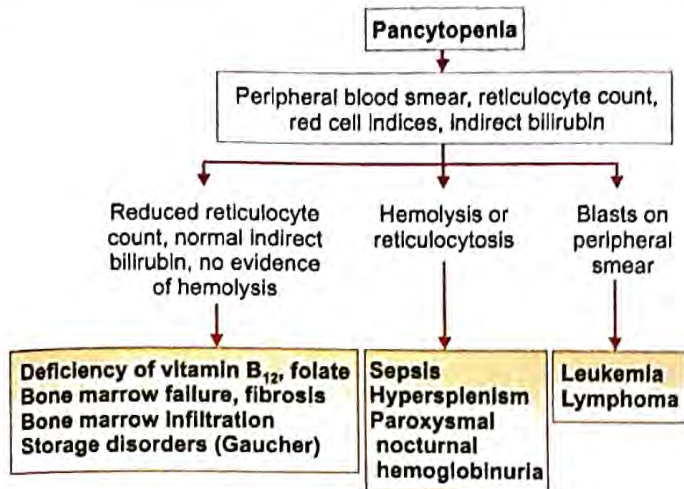 Pancytopenia
Peripheral blood smear, reticulocyte count,
red cell indices, indirect bilirubin
Reduced reticulocyte
count, normal indirect
bilirubin, no evidence
of hemolysis
Hemolysis or
reticulocytosis
Blasts on
peripheral
smear
Deficiency of vitamin B₁₂, folate
Bone marrow failure, fibrosis
Bone marrow infiltration
Storage disorders (Gaucher)
Sepsis
Hypersplenism
Paroxysmal
nocturnal
hemoglobinuria
Leukemia
Lymphoma